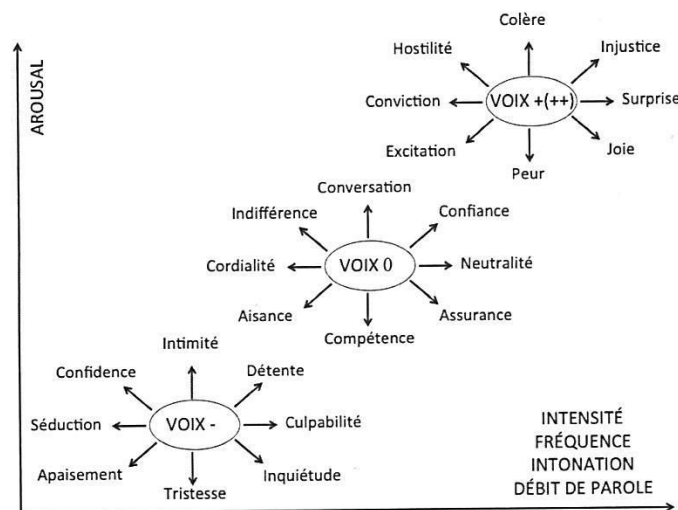 Colère
Hostilité
Injustice
AROUSAL
Conviction
VOIX +(++)
Surprise
Excitation
Joie
Peur
Conversation
Indifférence
Confiance
Cordialité
VOIX 0
Neutralité
Aisance
Assurance
Compétence
Intimité
Confidence
Détente
Séduction
VOIX -
Culpabilité
Apaisement
Inquiétude
Tristesse
INTENSITÉ
FRÉQUENCE
INTONATION
DÉBIT DE PAROLE